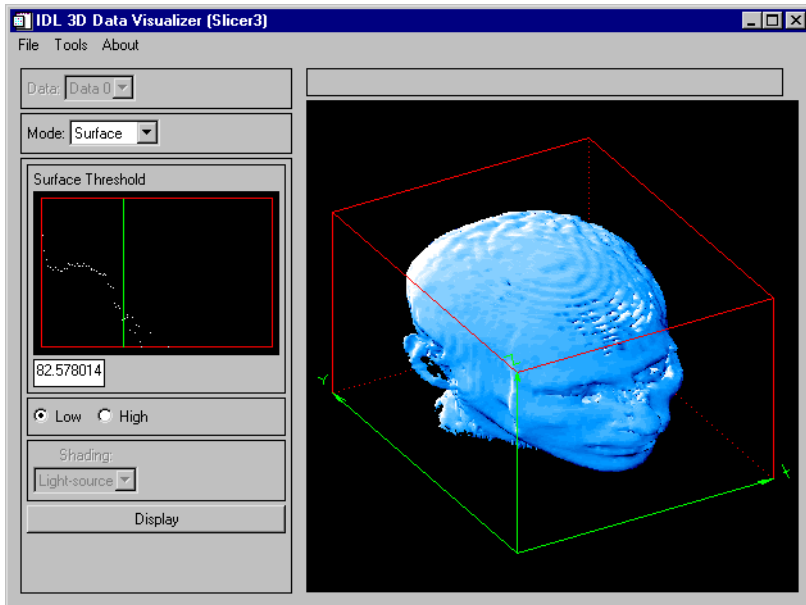 IDL 3D Data Visualizer (Slicer3)
File Tools About
Data: Data 0
Mode: Surface
Surface Threshold
82.578014
Low High
Shading:
Light-source
Display
Z
Y
X